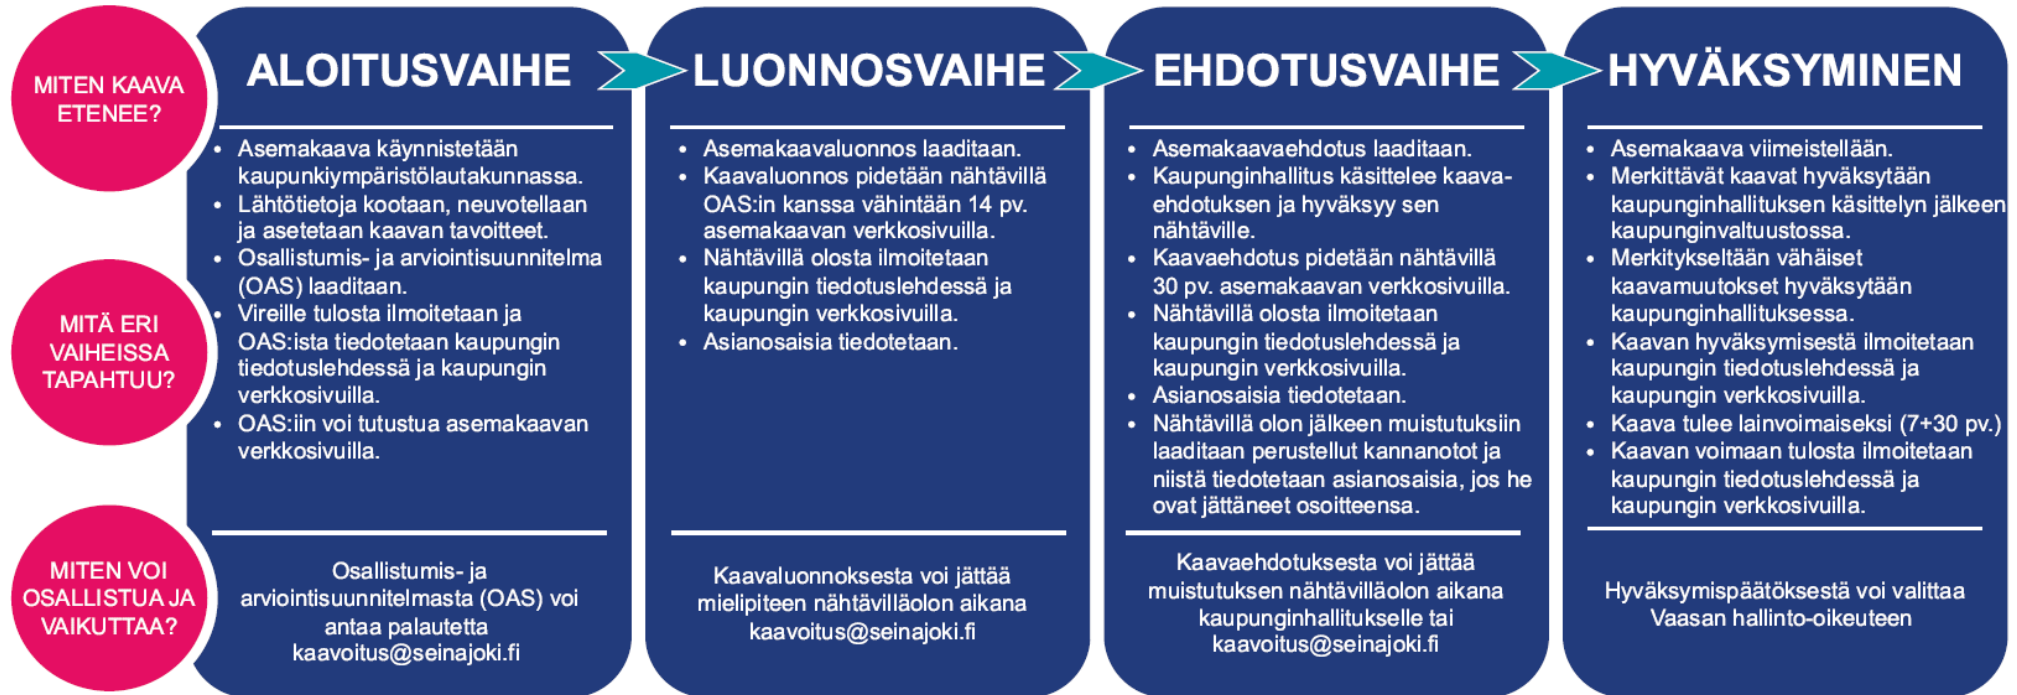 MITEN KAAVA
ETENEE?
MITÄ ERI
VAIHEISSA
TAPAHTUU?
MITEN VOI
OSALLISTUA JA
VAIKUTTAA?
ALOITUSVAIHE
• Asemakaava käynnistetään
kaupunkiympäristölautakunnassa.
• Lähtötietoja kootaan, neuvotellaan
ja asetetaan kaavan tavoitteet.
• Osallistumis- ja arviointisuunnitelma
(OAS) laaditaan.
• Vireille tulosta ilmoitetaan ja
OAS:ista tiedotetaan kaupungin
tiedotuslehdessä ja kaupungin
verkkosivuilla.
• OAS:iin voi tutustua asemakaavan
verkkosivuilla.
Osallistumis- ja
arviointisuunnitelmasta (OAS) voi
antaa palautetta
kaavoitus@seinajoki.fi
LUONNOSVAIHE
• Asemakaavaluonnos laaditaan.
• Kaavaluonnos pidetään nähtävillä
OAS:in kanssa vähintään 14 pv.
asemakaavan verkkosivuilla.
• Nähtävillä olosta ilmoitetaan
kaupungin tiedotuslehdessä ja
kaupungin verkkosivuilla.
• Asianosaisia tiedotetaan.
Kaavaluonnoksesta voi jättää
mielipiteen nähtävilläolon aikana
kaavoitus@seinajoki.fi
EHDOTUSVAIHE
• Asemakaavaehdotus laaditaan.
• Kaupunginhallitus käsittelee kaava-
ehdotuksen ja hyväksyy sen
nähtäville.
• Kaavaehdotus pidetään nähtävillä
30 pv. asemakaavan verkkosivuilla.
• Nähtävillä olosta ilmoitetaan
kaupungin tiedotuslehdessä ja
kaupungin verkkosivuilla.
• Asianosaisia tiedotetaan.
• Nähtävillä olon jälkeen muistutuksiin
laaditaan perustellut kannanotot ja
niistä tiedotetaan asianosaisia, jos he
ovat jättäneet osoitteensa.
Kaavaehdotuksesta voi jättää
muistutuksen nähtävilläolon aikana
kaupunginhallitukselle tai
kaavoitus@seinajoki.fi
HYVÄKSYMINEN
• Asemakaava viimeistellään.
• Merkittävät kaavat hyväksytään
kaupunginhallituksen käsittelyn jälkeen
kaupunginvaltuustossa.
• Merkitykseltään vähäiset
kaavamuutokset hyväksytään
kaupunginhallituksessa.
• Kaavan hyväksymisestä ilmoitetaan
kaupungin tiedotuslehdessä ja
kaupungin verkkosivuilla.
• Kaava tulee lainvoimaiseksi (7+30 pv.)
• Kaavan voimaan tulosta ilmoitetaan
kaupungin tiedotuslehdessä ja
kaupungin verkkosivuilla.
Hyväksymispäätöksestä voi valittaa
Vaasan hallinto-oikeuteen